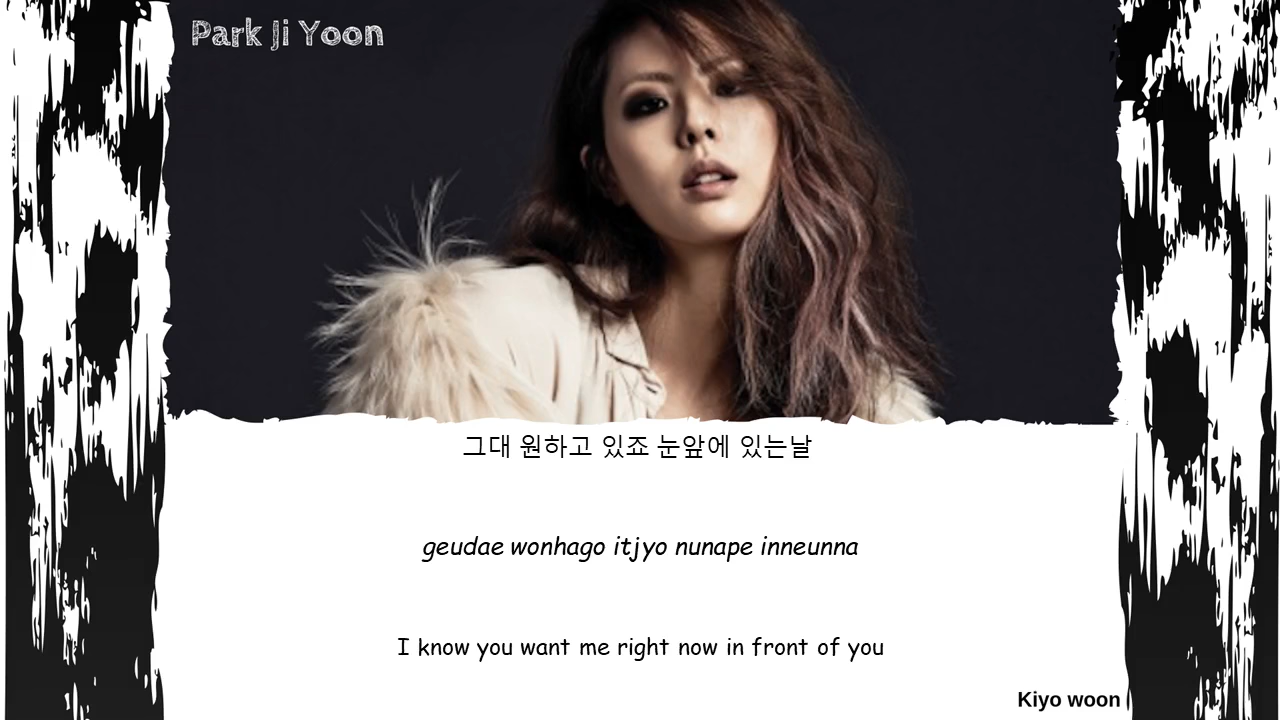 Park Ji Yoon
그대 원하고 있죠 눈앞에 있는날
geudae wonhago itjyo nunape inneunna
I know you want me right now in front of you
Kiyo woon